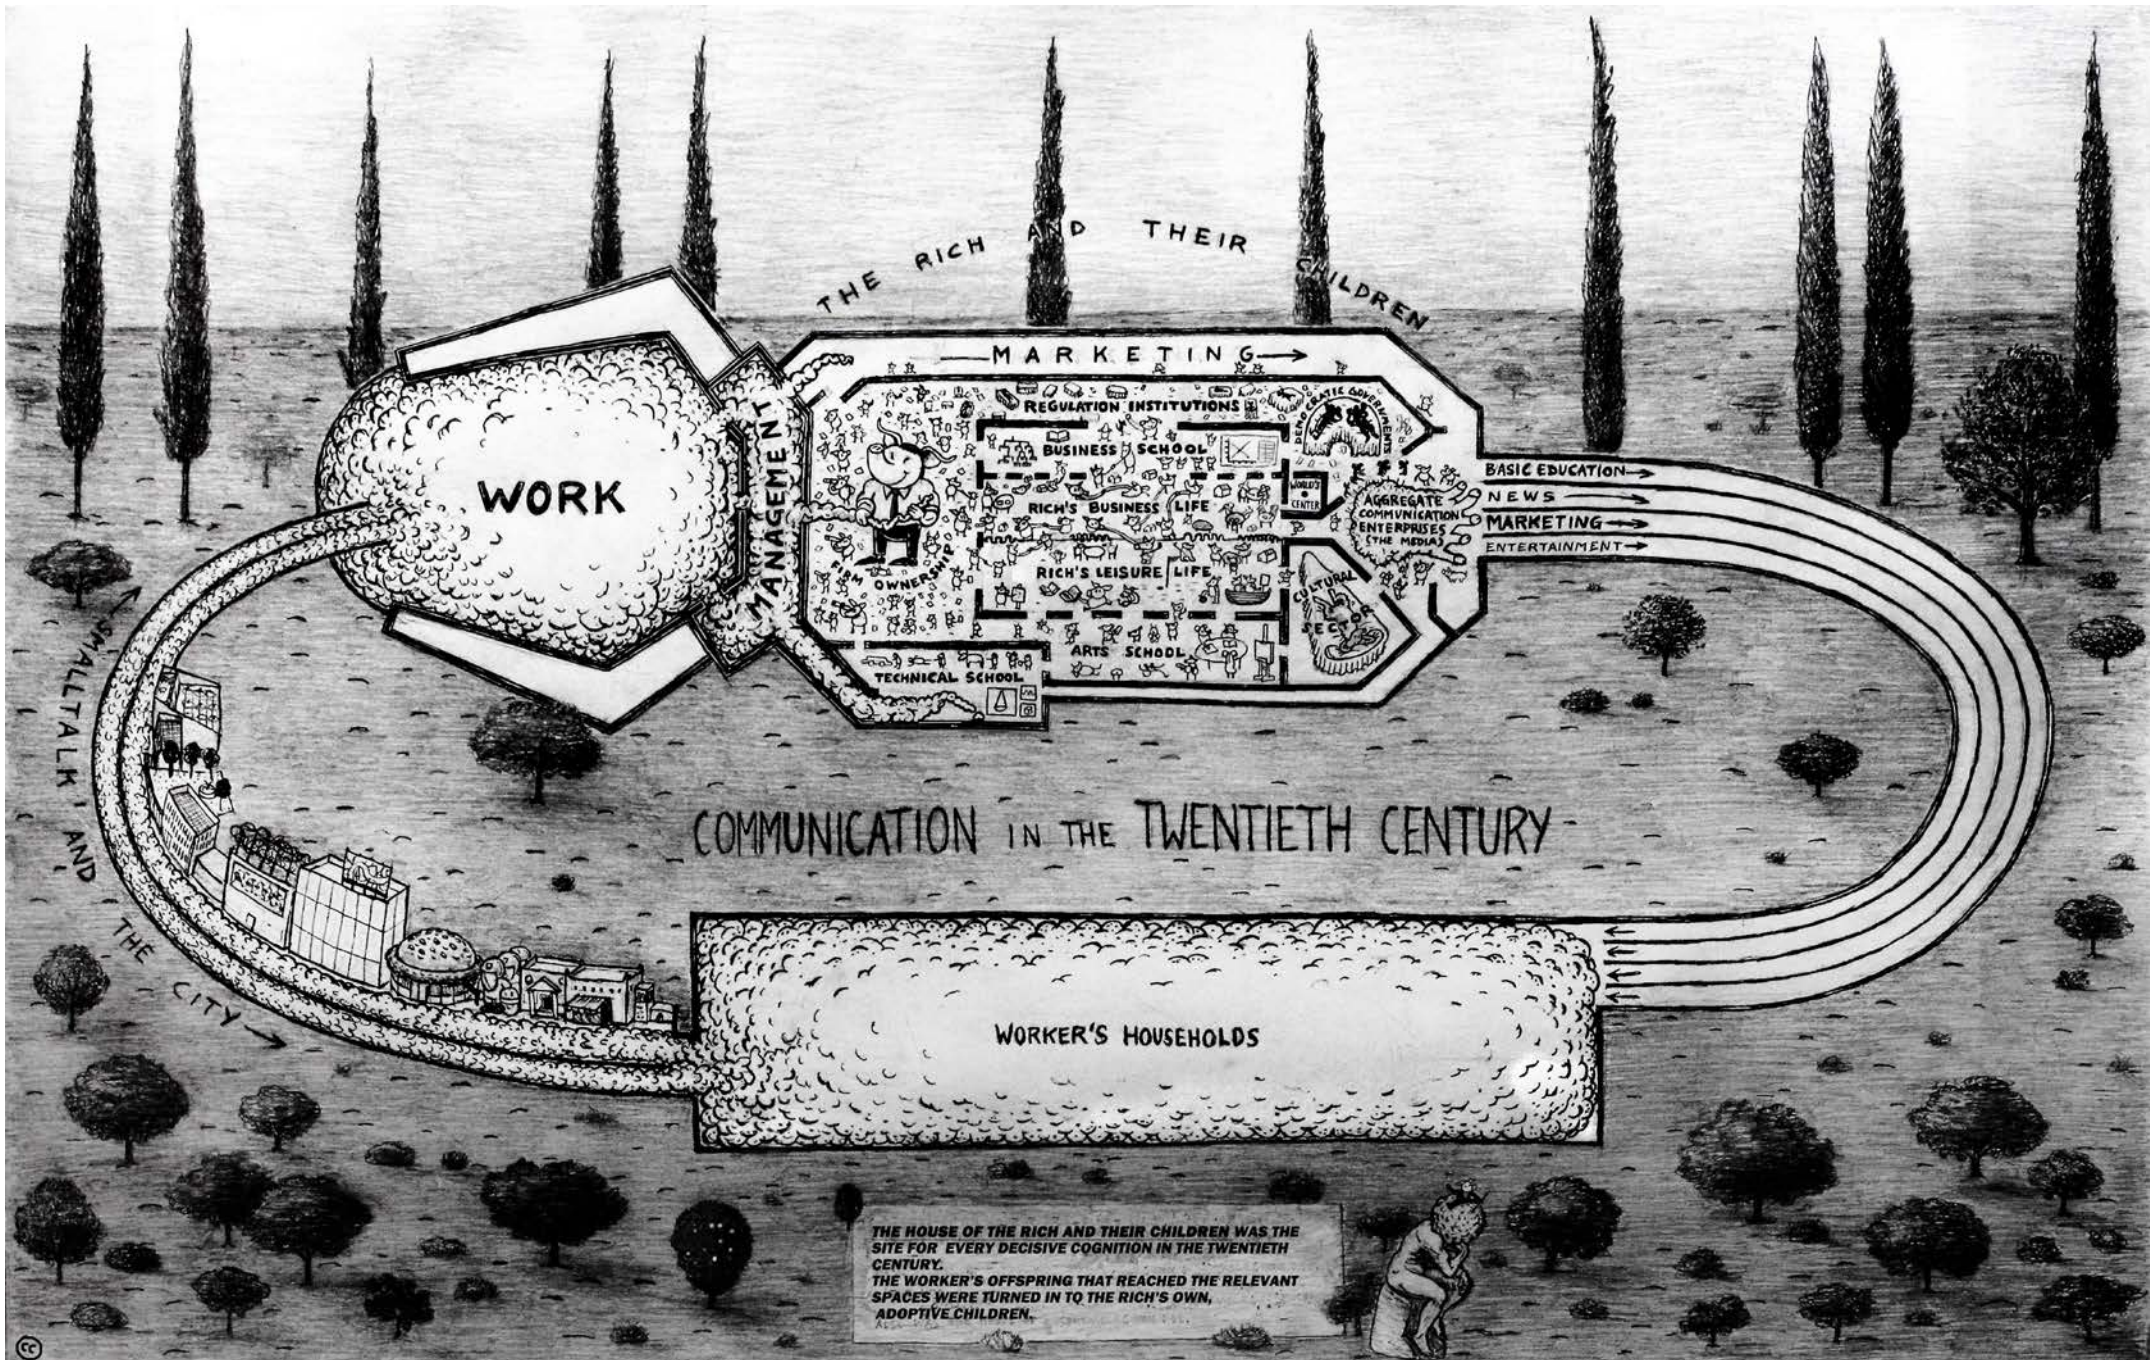 THE RICH AND THEIR CHILDREN
MARKETING
REGULATION INSTITUTIONS
DEMOCRATIC GOVERNMENTS
BUSINESS SCHOOL
WORK
MANAGEMENT
BASIC EDUCATION
NEWS
MARKETING
ENTERTAINMENT
WORLD'S
CENTER
AGGREGATE
COMMUNICATION
ENTERPRISES
(THE MEDIA)
RICH'S BUSINESS LIFE
FIRM OWNERSHIP
RICH'S LEISURE LIFE
CULTURAL
SECTOR
ARTS SCHOOL
TECHNICAL SCHOOL
'SMALLTALK' AND THE CITY
COMMUNICATION IN THE TWENTIETH CENTURY
WORKER'S HOUSEHOLDS
THE HOUSE OF THE RICH AND THEIR CHILDREN WAS THE
SITE FOR EVERY DECISIVE COGNITION IN THE TWENTIETH
CENTURY.
THE WORKER'S OFFSPRING THAT REACHED THE RELEVANT
SPACES WERE TURNED IN TO THE RICH'S OWN,
ADOPTIVE CHILDREN.
cc